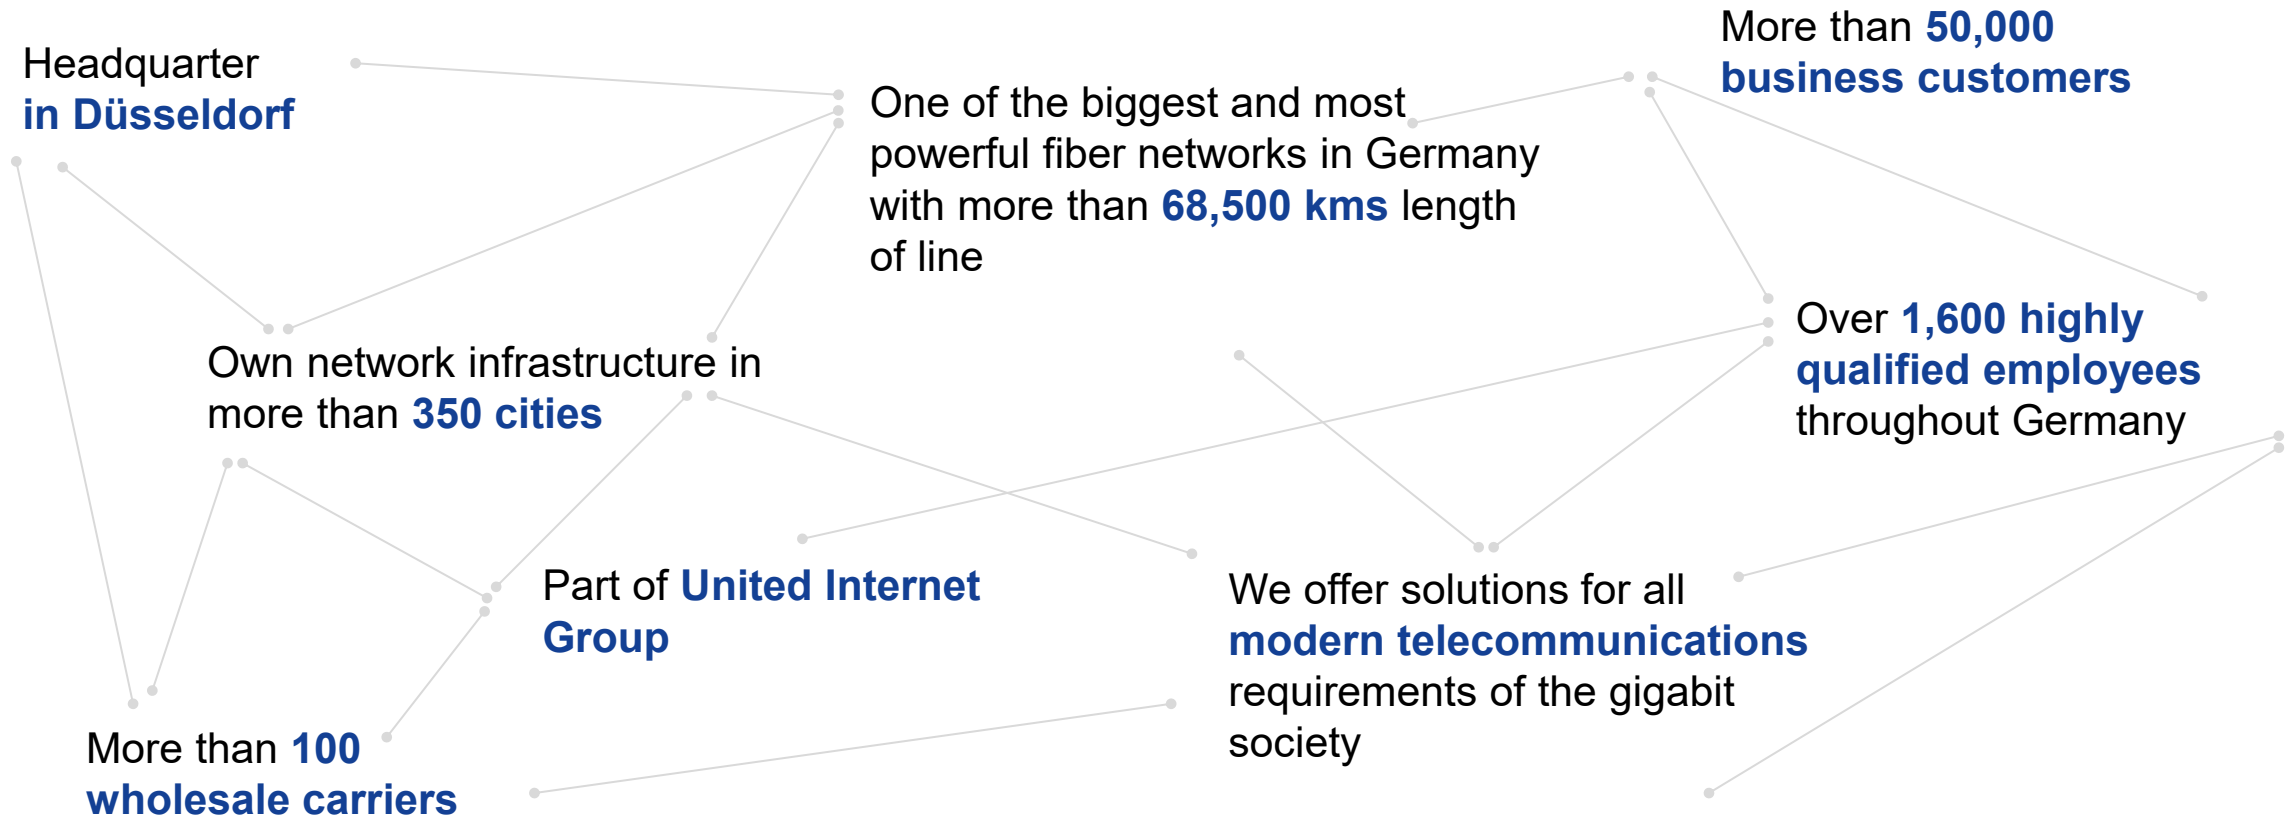 Headquarter
in Düsseldorf
One of the biggest and most
powerful fiber networks in Germany
with more than 68,500 kms length
of line
More than 50,000
business customers
Own network infrastructure in
more than 350 cities
Over 1,600 highly
qualified employees
throughout Germany
Part of United Internet
Group
We offer solutions for all
modern telecommunications
requirements of the gigabit
society
More than 100
wholesale carriers